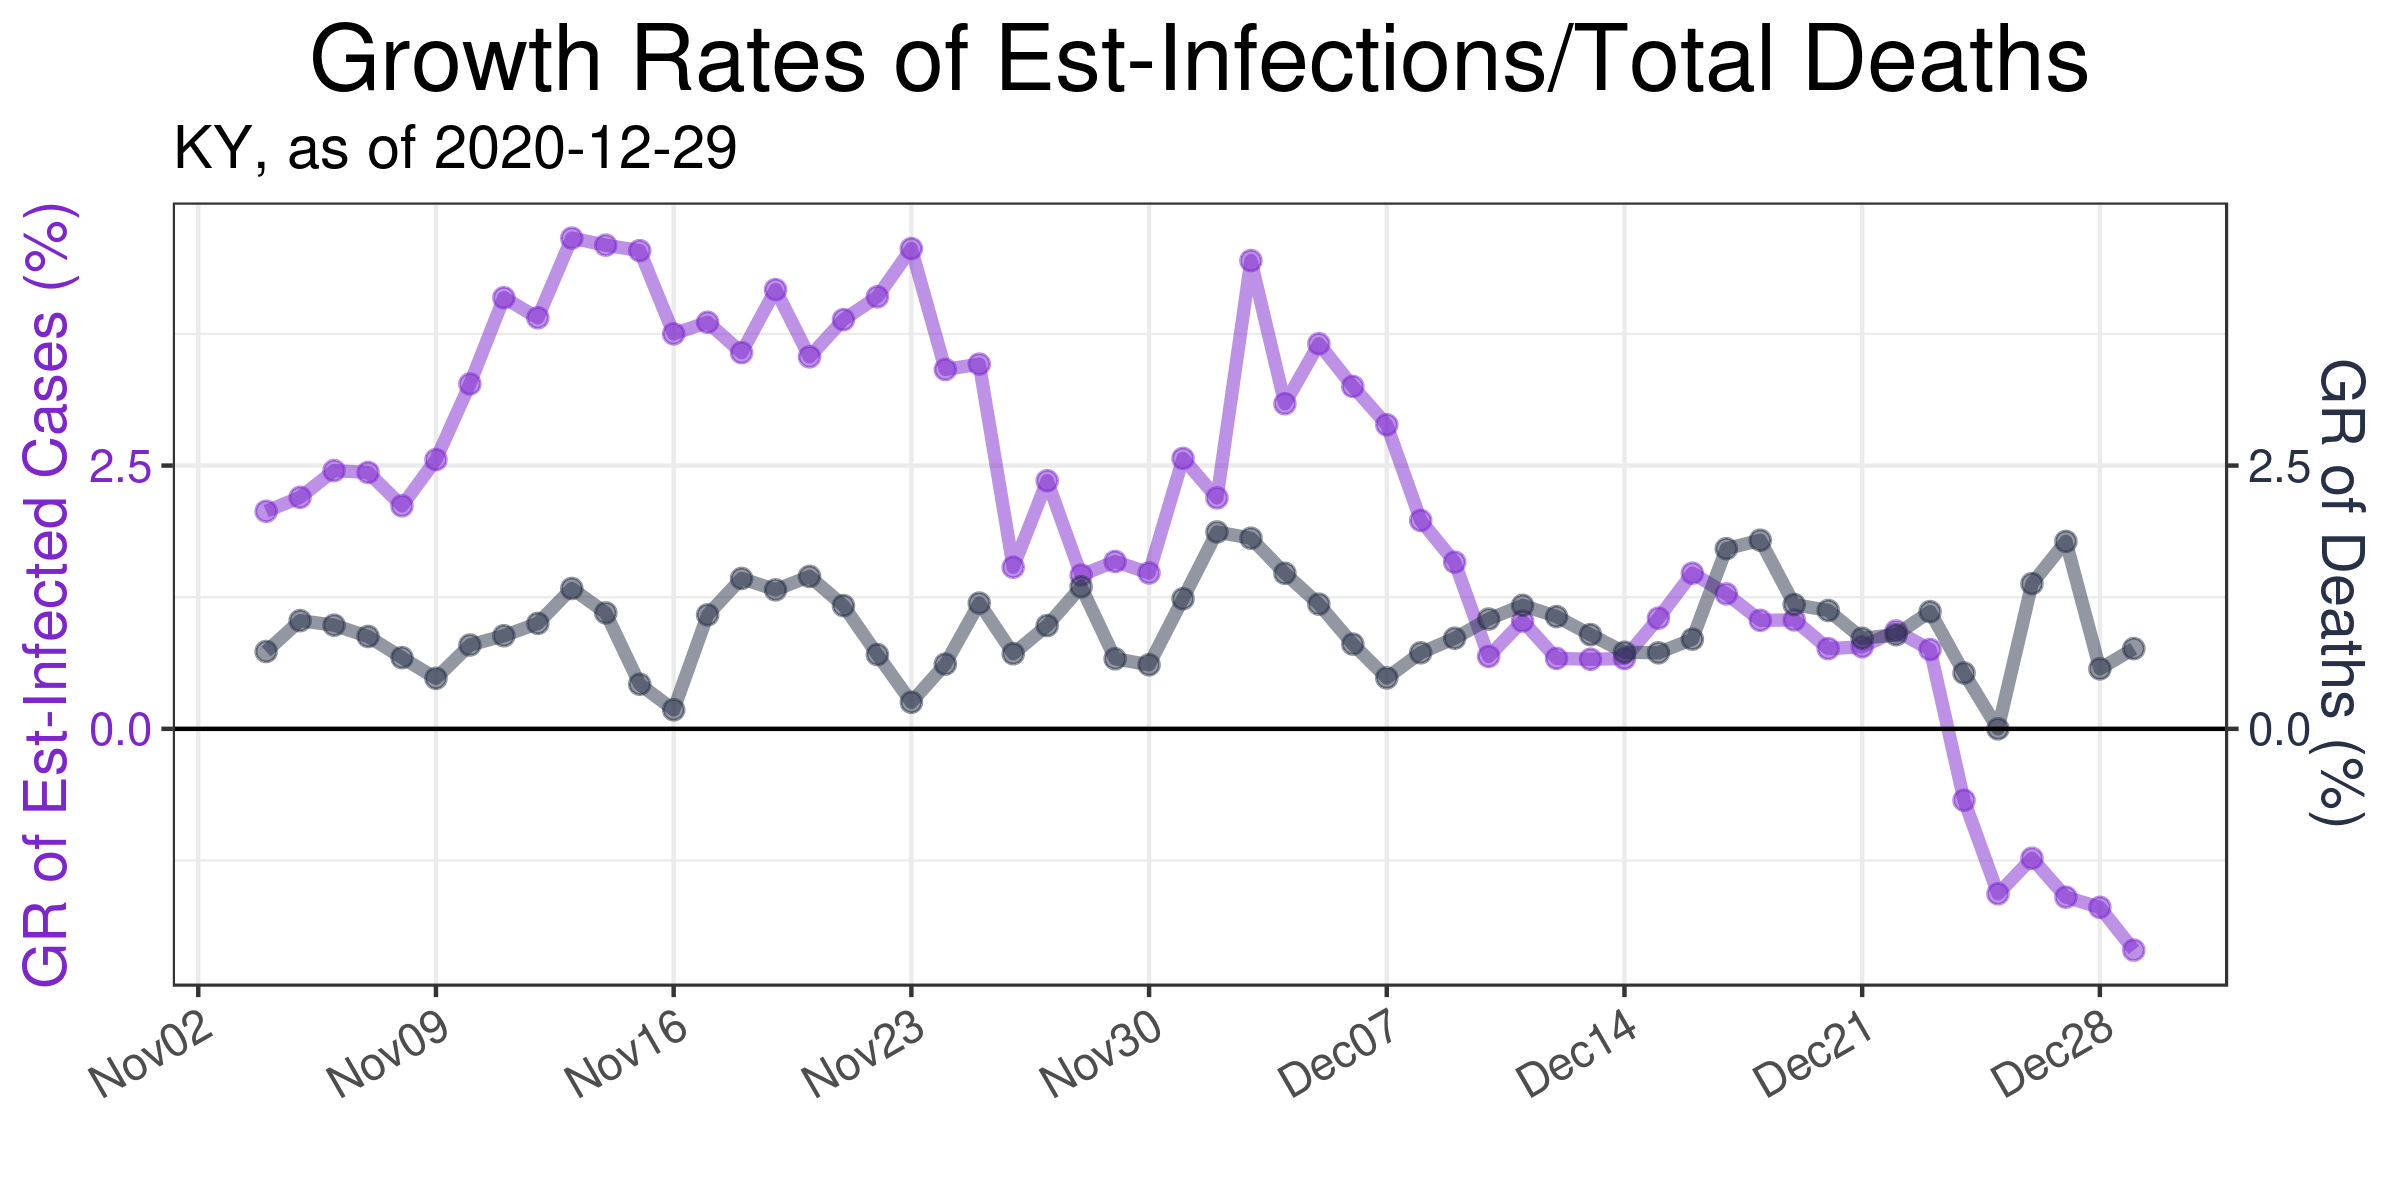 Growth Rates of Est-Infections/Total Deaths
KY, as of 2020-12-29
GR of Est-Infected Cases (%)
2.5
0.0
2.5
0.0
GR of Deaths (%)
Nov02
Nov09
Nov16
Nov23
Nov30
Dec07
Dec14
Dec21
Dec28